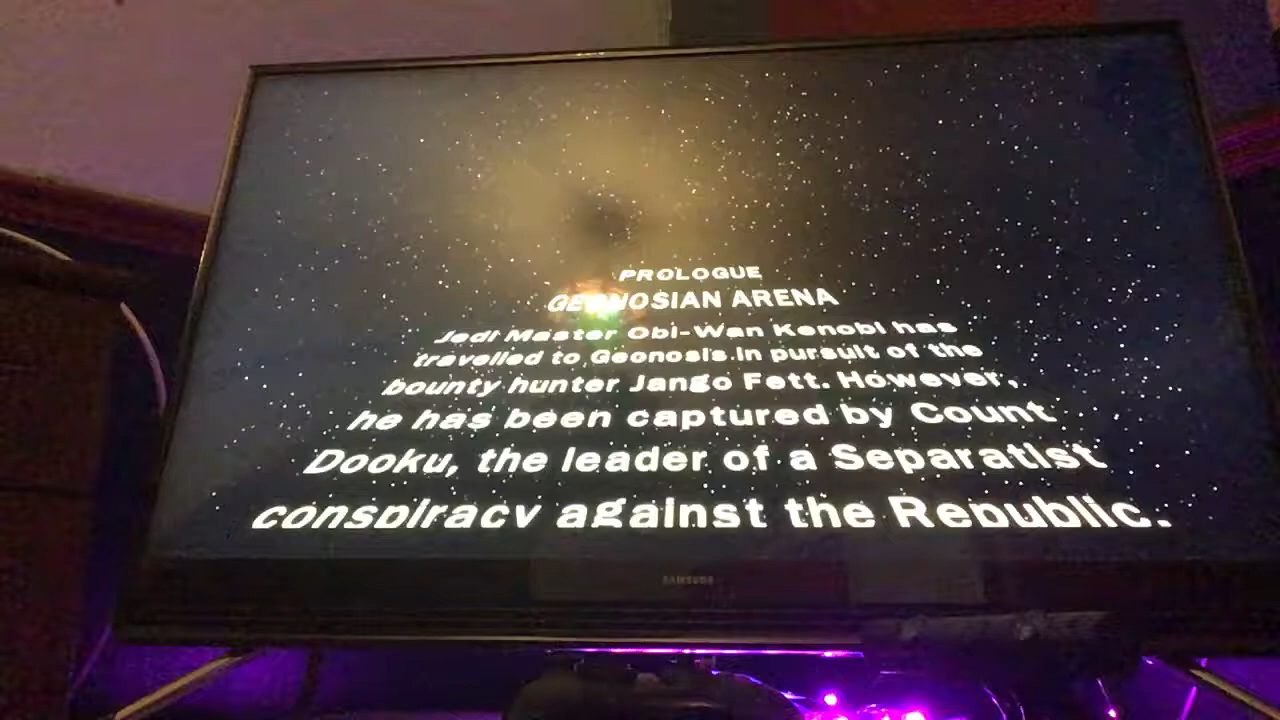 PROLOGUE
GEONOSIAN ARENA
Jedi Master Obi-Wan Kenobi has
travelled to Geonosis in pursuit of the
bounty hunter Jango Fett. However,
he has been captured by Count
Dooku, the leader of a Separatist
conspiracy against the Republic.
SAMSUNG